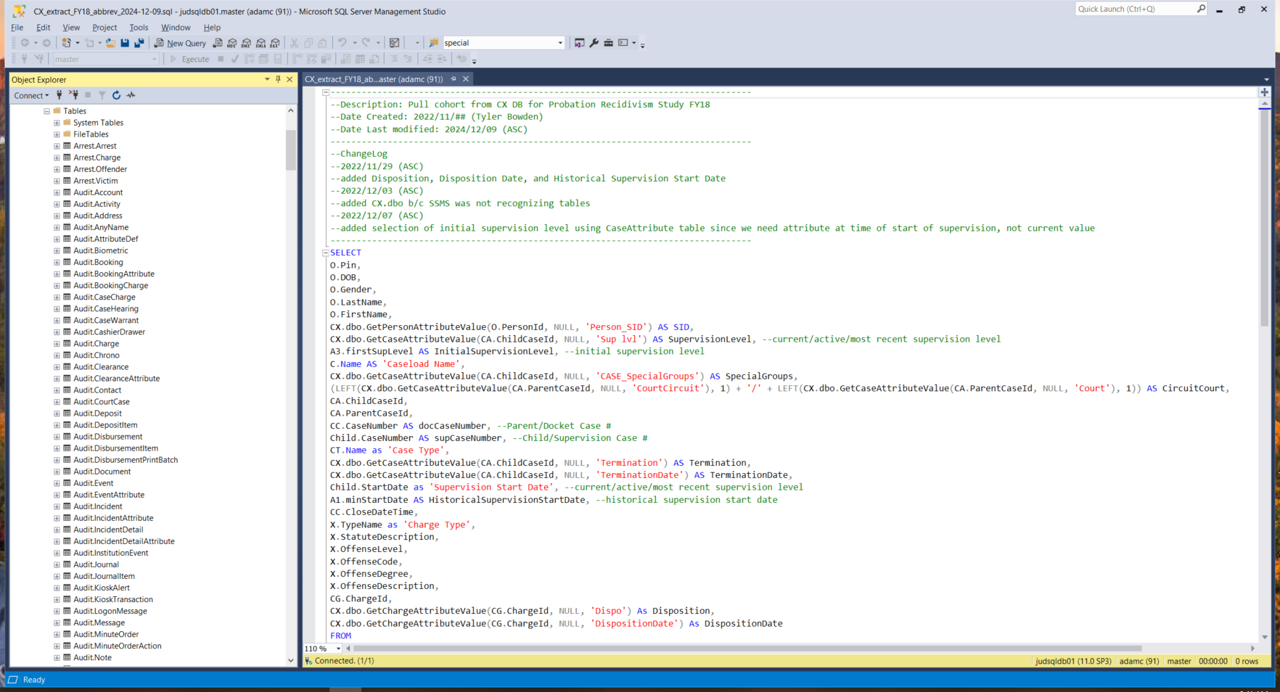 CX_extract_FY18_abbrev_2024-12-09.sql - judsqldb01.master (adamc (91)) - Microsoft SQL Server Management Studio
Quick Launch (Ctrl+Q)
File Edit View Project Tools Window Help
New Query
special
master
Execute
Object Explorer
Connect
Tables
System Tables
FileTables
Arrest.Arrest
Arrest.Charge
Arrest.Offender
Arrest.Victim
Audit.Account
Audit.Activity
Audit.Address
Audit.AnyName
Audit.AttributeDef
Audit.Biometric
Audit.Booking
Audit.BookingAttribute
Audit.BookingCharge
Audit.CaseCharge
Audit.CaseHearing
Audit.CaseWarrant
Audit.CashierDrawer
Audit.Charge
Audit.Chrono
Audit.Clearance
Audit.ClearanceAttribute
Audit.Contact
Audit.CourtCase
Audit.Deposit
Audit.DepositItem
Audit.Disbursement
Audit.DisbursementItem
Audit.DisbursementPrintBatch
Audit.Document
Audit.Event
Audit.EventAttribute
Audit.Incident
Audit.IncidentAttribute
Audit.IncidentDetail
Audit.IncidentDetailAttribute
Audit.InstitutionEvent
Audit.Journal
Audit.JournalItem
Audit.KioskAlert
Audit.KioskTransaction
Audit.LogonMessage
Audit.Message
Audit.MinuteOrder
Audit.MinuteOrderAction
Audit.Note
CX_extract_FY18_ab...aster (adamc (91))
--------------------------------------------------------------------------------
--Description: Pull cohort from CX DB for Probation Recidivism Study FY18
--Date Created: 2022/11/## (Tyler Bowden)
--Date Last modified: 2024/12/09 (ASC)
--------------------------------------------------------------------------------
--ChangeLog
--2022/11/29 (ASC)
--added Disposition, Disposition Date, and Historical Supervision Start Date
--2022/12/03 (ASC)
--added CX.dbo b/c SSMS was not recognizing tables
--2022/12/07 (ASC)
--added selection of initial supervision level using CaseAttribute table since we need attribute at time of start of supervision, not current value
--------------------------------------------------------------------------------
SELECT
O.Pin,
O.DOB,
O.Gender,
O.LastName,
O.FirstName,
CX.dbo.GetPersonAttributeValue(O.PersonId, NULL, 'Person_SID') AS SID,
CX.dbo.GetCaseAttributeValue(CA.ChildCaseId, NULL, 'Sup lvl') AS SupervisionLevel, --current/active/most recent supervision level
A3.firstSupLevel AS InitialSupervisionLevel, --initial supervision level
C.Name AS 'Caseload Name',
CX.dbo.GetCaseAttributeValue(CA.ChildCaseId, NULL, 'CASE_SpecialGroups') AS SpecialGroups,
(LEFT(CX.dbo.GetCaseAttributeValue(CA.ParentCaseId, NULL, 'CourtCircuit'), 1) + '/' + LEFT(CX.dbo.GetCaseAttributeValue(CA.ParentCaseId, NULL, 'Court'), 1)) AS CircuitCourt,
CA.ChildCaseId,
CA.ParentCaseId,
CC.CaseNumber AS docCaseNumber, --Parent/Docket Case #
Child.CaseNumber AS supCaseNumber, --Child/Supervision Case #
CT.Name as 'Case Type',
CX.dbo.GetCaseAttributeValue(CA.ChildCaseId, NULL, 'Termination') AS Termination,
CX.dbo.GetCaseAttributeValue(CA.ChildCaseId, NULL, 'TerminationDate') AS TerminationDate,
Child.StartDate as 'Supervision Start Date', --current/active/most recent supervision level
A1.minStartDate AS HistoricalSupervisionStartDate, --historical supervision start date
CC.CloseDateTime,
X.TypeName as 'Charge Type',
X.StatuteDescription,
X.OffenseLevel,
X.OffenseCode,
X.OffenseDegree,
X.OffenseDescription,
CG.ChargeId,
CX.dbo.GetChargeAttributeValue(CG.ChargeId, NULL, 'Dispo') As Disposition,
CX.dbo.GetChargeAttributeValue(CG.ChargeId, NULL, 'DispositionDate') As DispositionDate
FROM
110 %
Connected. (1/1)
judsqldb01 (11.0 SP3) adamc (91) master 00:00:00 0 rows
Ready